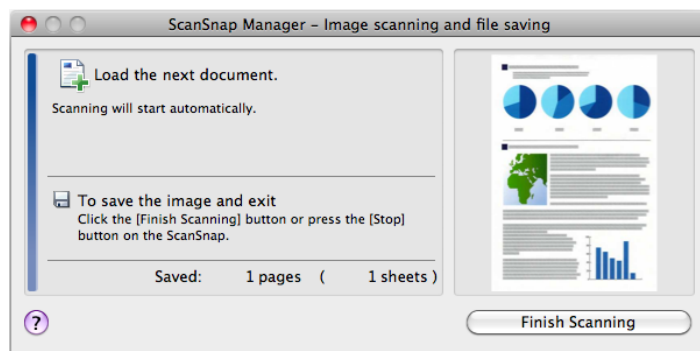 ScanSnap Manager – Image scanning and file saving
Load the next document.
Scanning will start automatically.
To save the image and exit
Click the [Finish Scanning] button or press the [Stop]
button on the ScanSnap.
Saved: 1 pages ( 1 sheets )
?
Finish Scanning